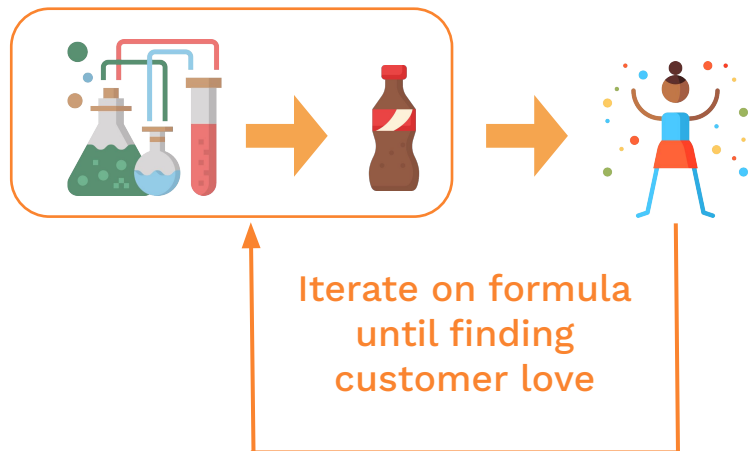 Iterate on formula
until finding
customer love